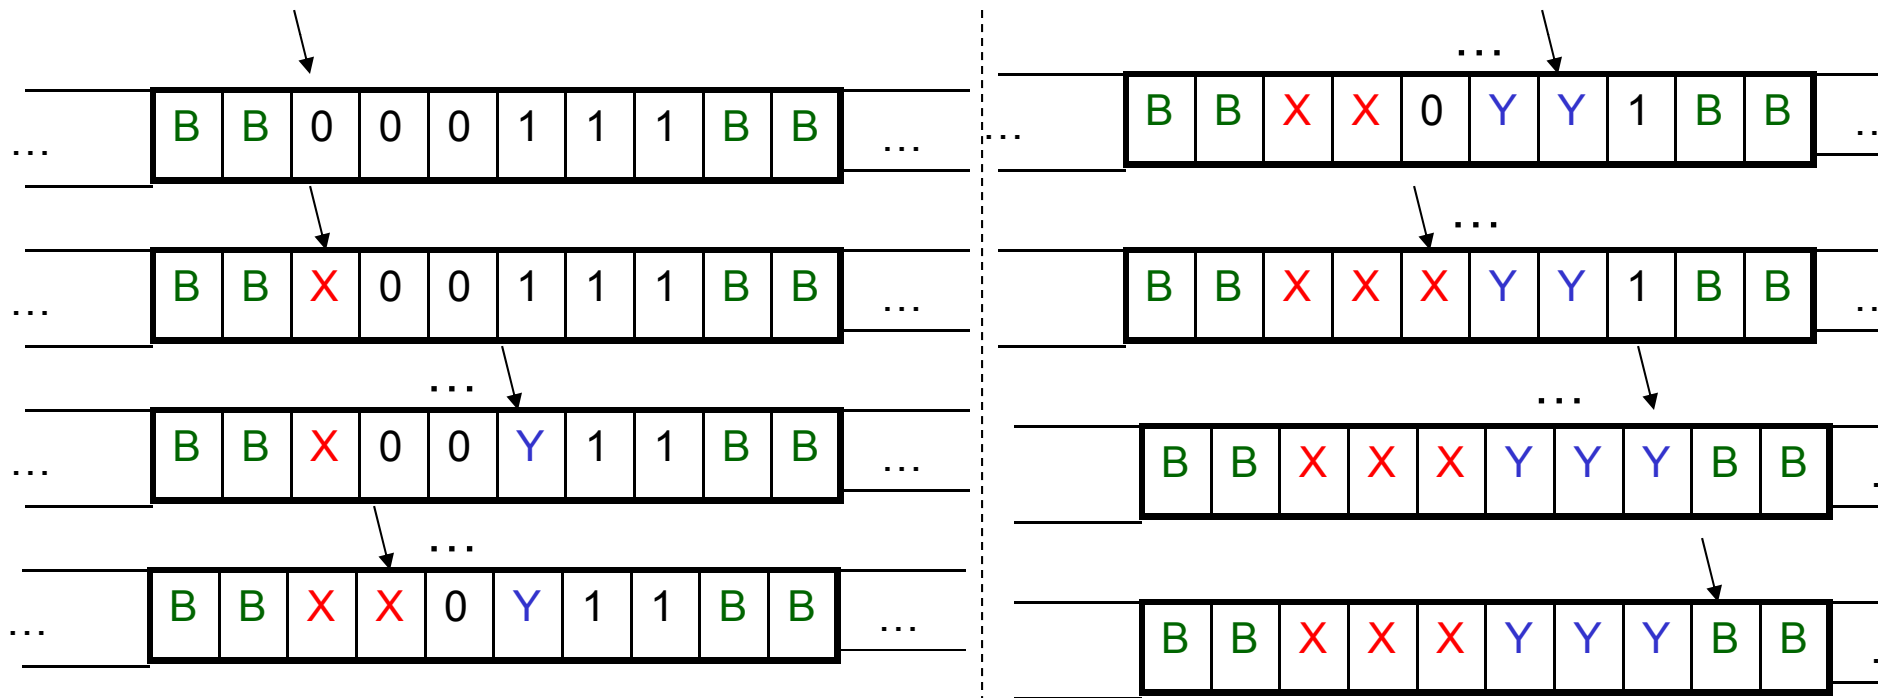 B B 0 0 0 1 1 1 B B
... ...
B B X 0 0 1 1 1 B B
... ...
...
B B X 0 0 Y 1 1 B B
... ...
...
B B X X 0 Y 1 1 B B
... ...
...
B B X X 0 Y Y 1 B B
... ..
...
B B X X X Y Y 1 B B
..
...
B B X X X Y Y Y B B
.
B B X X X Y Y Y B B
.